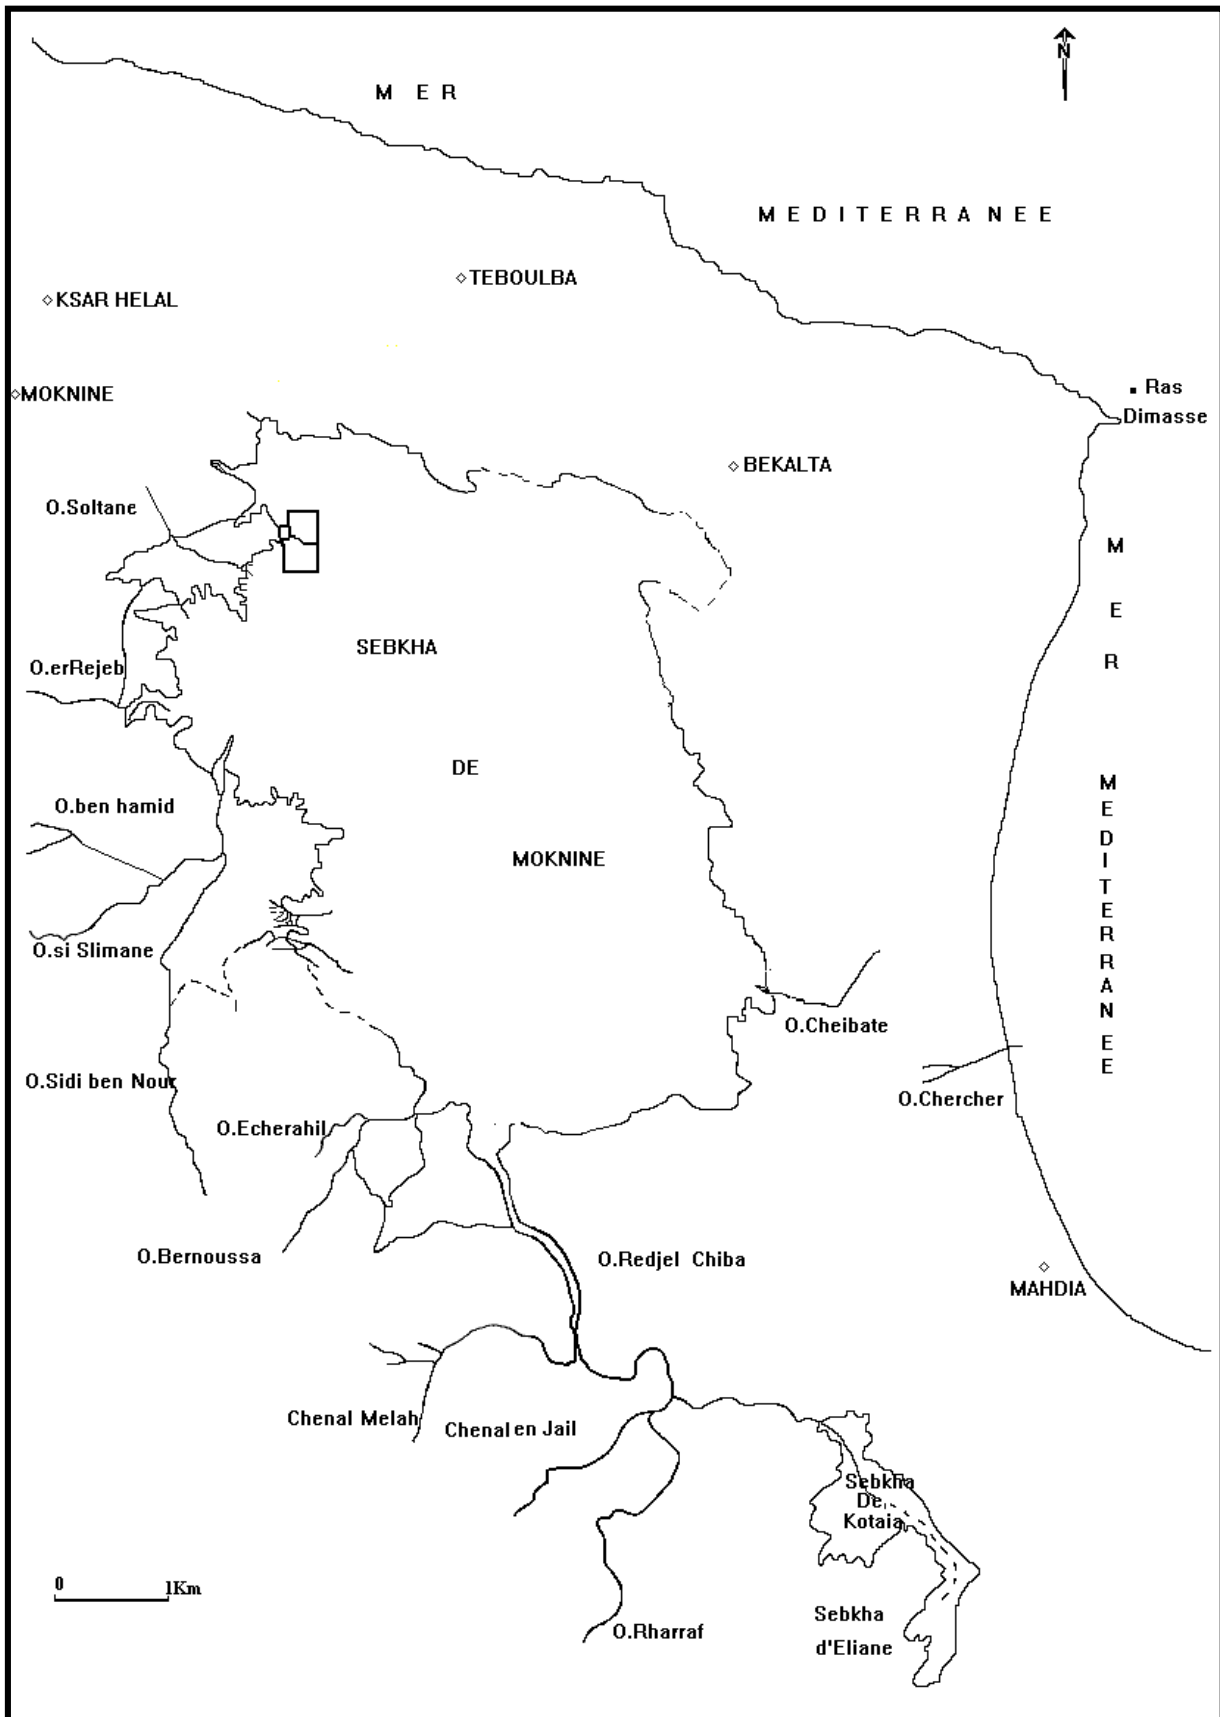 N
M E R
MEDITERRANEE
TEBOULBA
KSAR HELAL
MOKNINE
Ras
Dimasse
BEKALTA
O.Soltane
M
E
R
SEBKHA
O.erRejeb
DE
M
E
D
I
T
E
R
R
A
N
E
E
O.ben hamid
MOKNINE
O.si Slimane
O.Cheibate
O.Sidi ben Nour
O.Chercher
O.Echerahil
O.Bernoussa
O.Redjel Chiba
MAHDIA
Chenal Melah
Chenal en Jail
Sebkha
De
Kotaia
0 1Km
Sebkha
d'Eliane
O.Rharraf